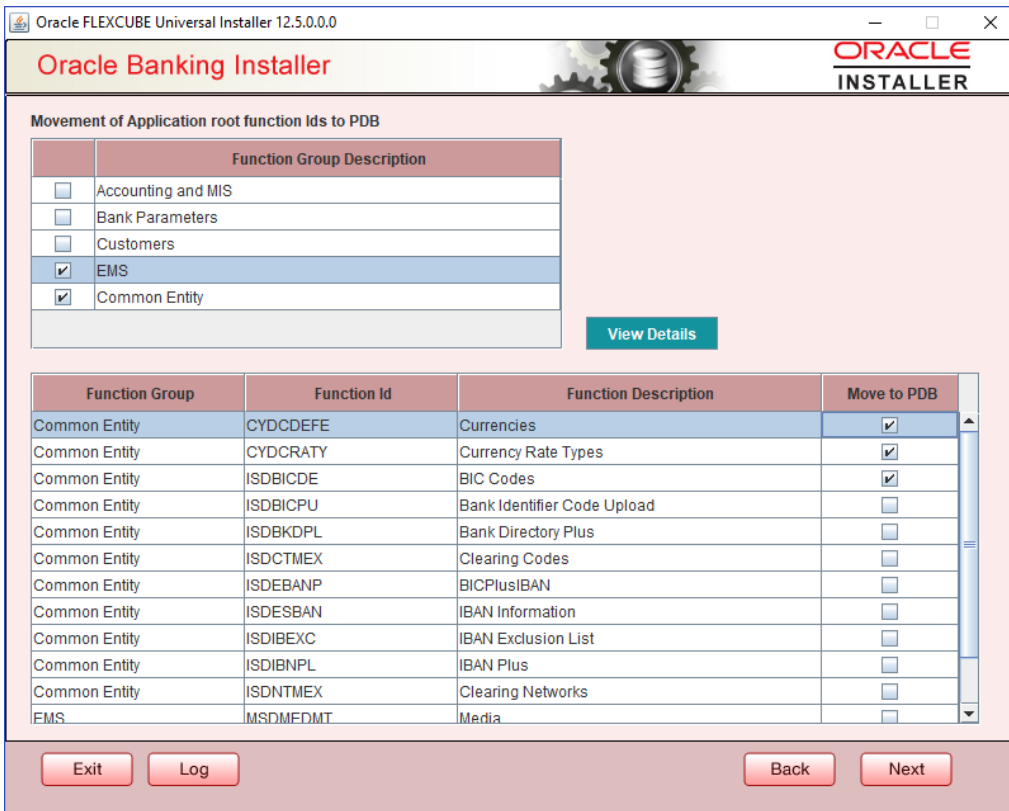 Oracle FLEXCUBE Universal Installer 12.5.0.0.0
Oracle Banking Installer
ORACLE
INSTALLER
Movement of Application root function Ids to PDB
Function Group Description
Accounting and MIS
Bank Parameters
Customers
EMS
Common Entity
View Details
Function Group Function Id Function Description Move to PDB
Common Entity CYDCDEFE Currencies
Common Entity CYDCRATY Currency Rate Types
Common Entity ISDBICDE BIC Codes
Common Entity ISDBICPU Bank Identifier Code Upload
Common Entity ISDBKDPL Bank Directory Plus
Common Entity ISDCTMEX Clearing Codes
Common Entity ISDEBANP BICPlusIBAN
Common Entity ISDESBAN IBAN Information
Common Entity ISDIBEXC IBAN Exclusion List
Common Entity ISDIBNPL IBAN Plus
Common Entity ISDNTMEX Clearing Networks
EMS MSDMEDMT Media
Exit Log Back Next